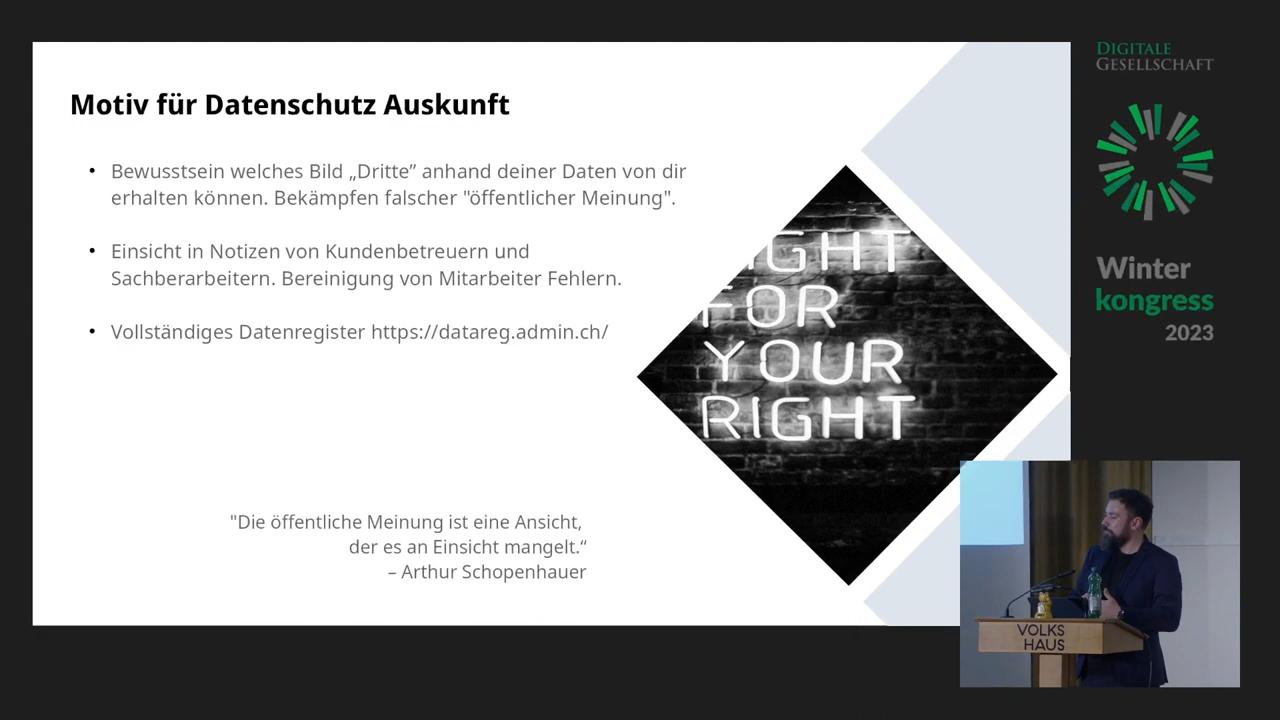 Motiv für Datenschutz Auskunft
• Bewusstsein welches Bild „Dritte” anhand deiner Daten von dir
erhalten können. Bekämpfen falscher "öffentlicher Meinung".
• Einsicht in Notizen von Kundenbetreuern und
Sachberarbeitern. Bereinigung von Mitarbeiter Fehlern.
• Vollständiges Datenregister https://datareg.admin.ch/
"Die öffentliche Meinung ist eine Ansicht,
der es an Einsicht mangelt.“
– Arthur Schopenhauer
IGHT
FOR
YOUR
RIGHT
DIGITALE
GESELLSCHAFT
Winter
kongress
2023
VOLKS
HAUS